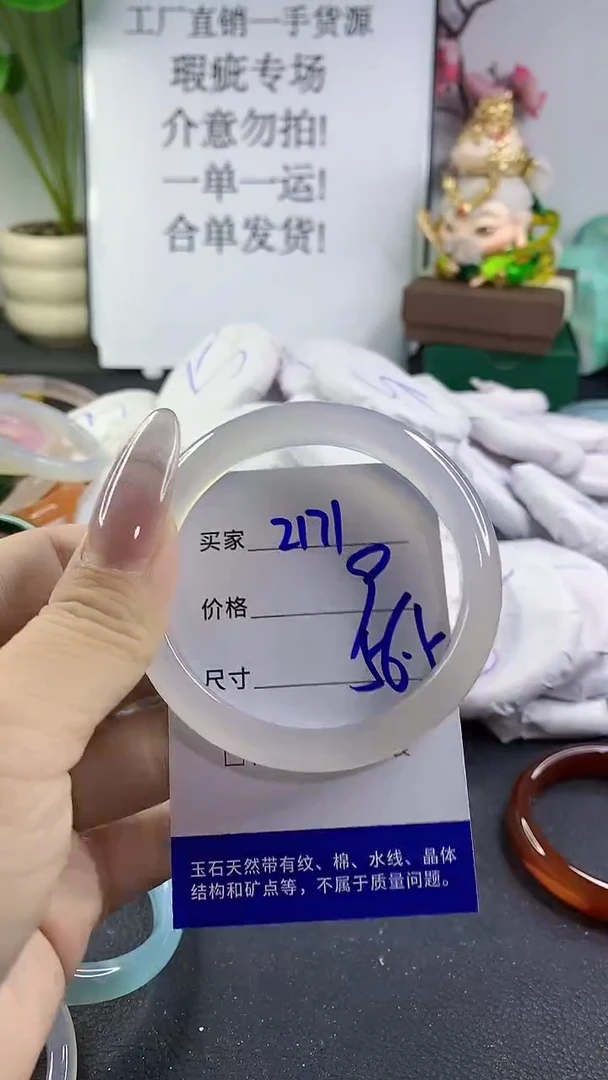 工厂直销一手货源
瑕疵专场
介意勿拍!
一单一运!
合单发货!
买家 2171
价格
尺寸 56.5
玉石天然带有纹、棉、水线、晶体
结构和矿点等，不属于质量问题。